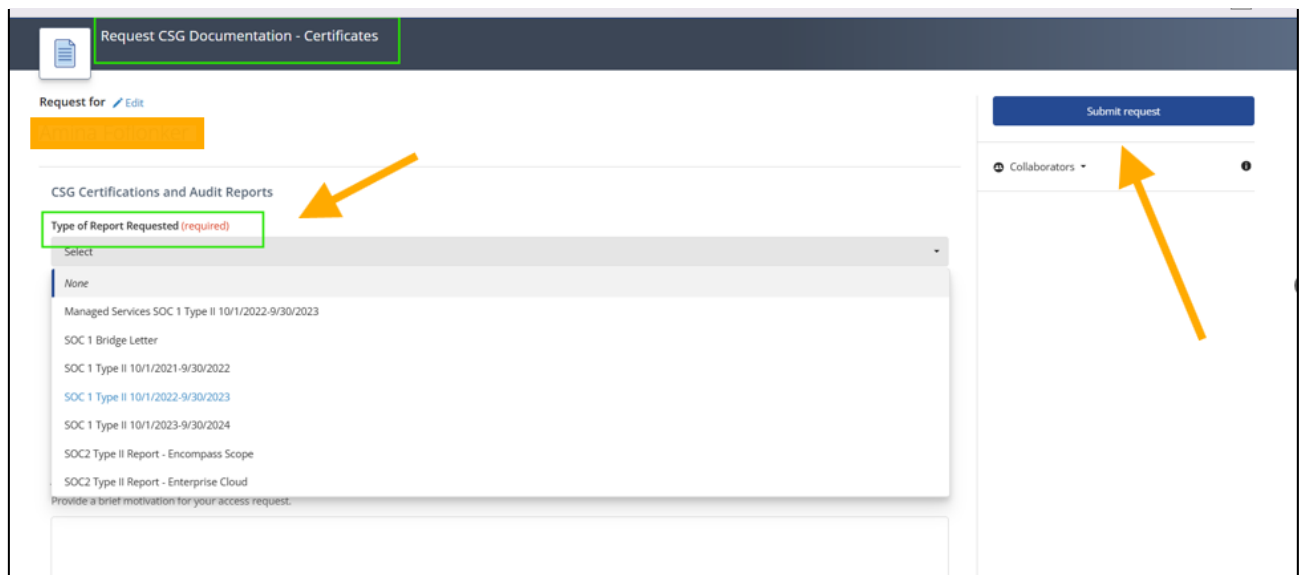 Request CSG Documentation - Certificates
Request for Edit
Submit request
Collaborators
CSG Certifications and Audit Reports
Type of Report Requested (required)
Select
None
Managed Services SOC 1 Type II 10/1/2022-9/30/2023
SOC 1 Bridge Letter
SOC 1 Type II 10/1/2021-9/30/2022
SOC 1 Type II 10/1/2022-9/30/2023
SOC 1 Type II 10/1/2023-9/30/2024
SOC2 Type II Report - Encompass Scope
SOC2 Type II Report - Enterprise Cloud
Provide a brief motivation for your access request.